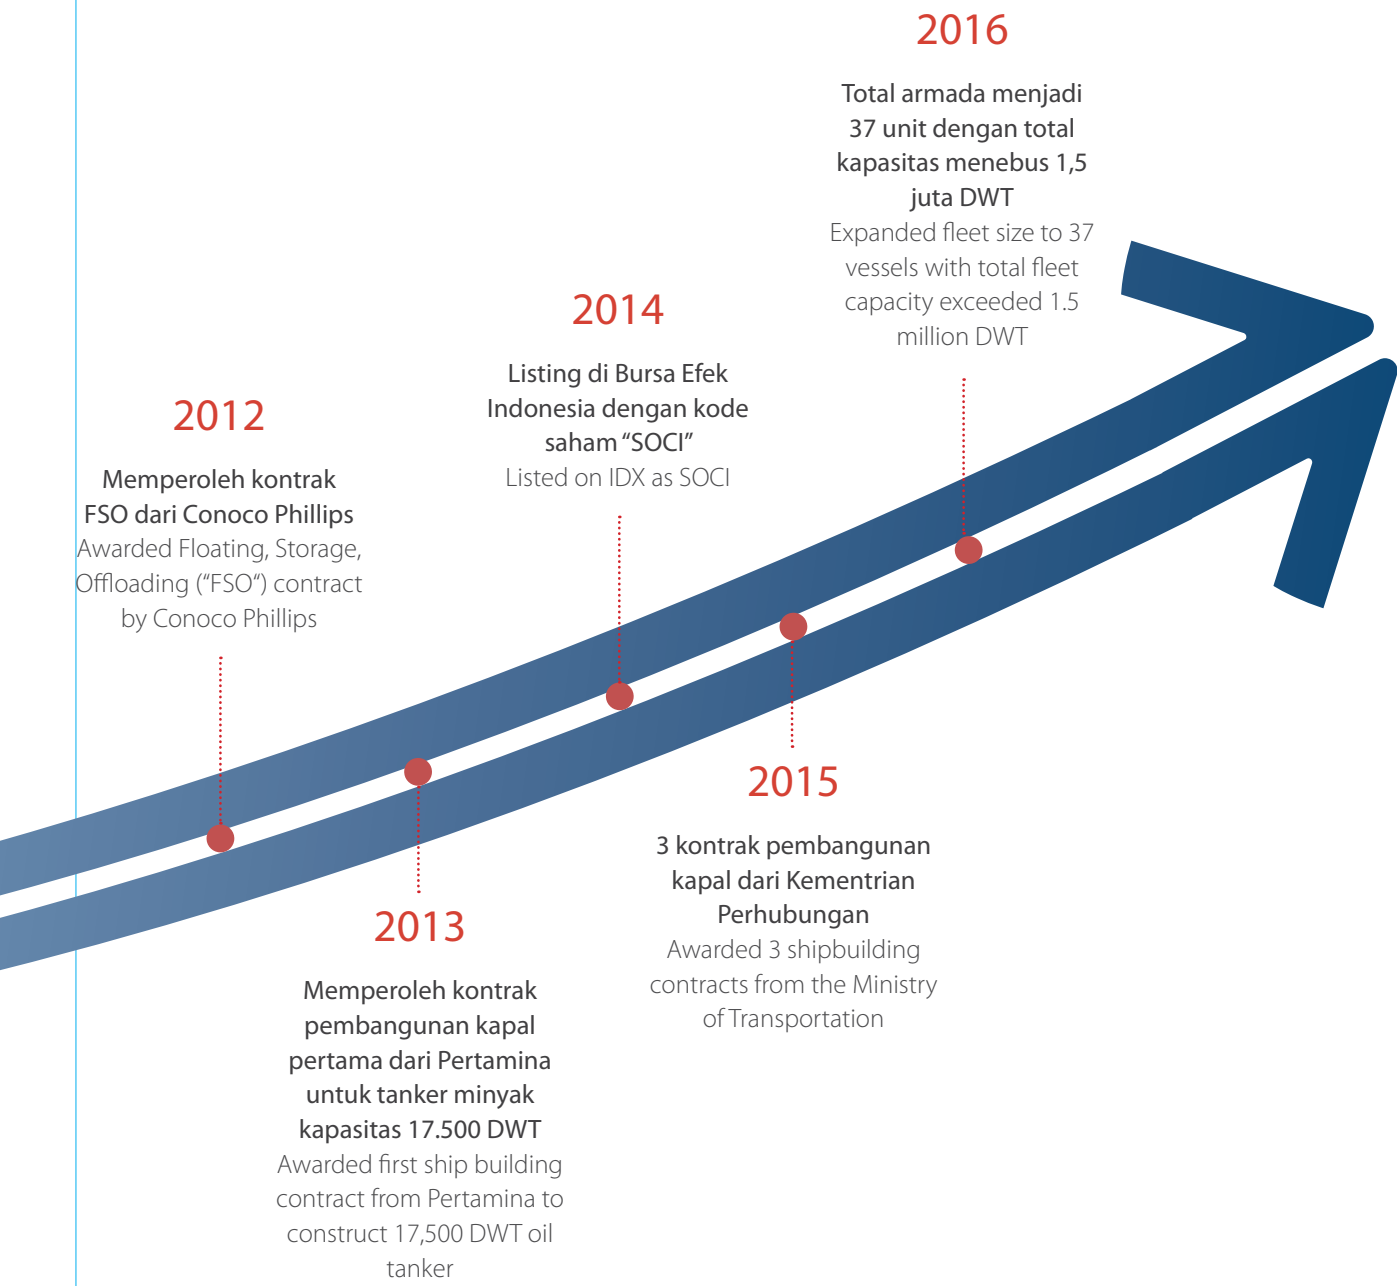 2012
Memperoleh kontrak
FSO dari Conoco Phillips
Awarded Floating, Storage,
Offloading (“FSO“) contract
by Conoco Phillips
2013
Memperoleh kontrak
pembangunan kapal
pertama dari Pertamina
untuk tanker minyak
kapasitas 17.500 DWT
Awarded first ship building
contract from Pertamina to
construct 17,500 DWT oil
tanker
2014
Listing di Bursa Efek
Indonesia dengan kode
saham “SOCI”
Listed on IDX as SOCI
2015
3 kontrak pembangunan
kapal dari Kementrian
Perhubungan
Awarded 3 shipbuilding
contracts from the Ministry
of Transportation
2016
Total armada menjadi
37 unit dengan total
kapasitas menebus 1,5
juta DWT
Expanded fleet size to 37
vessels with total fleet
capacity exceeded 1.5
million DWT